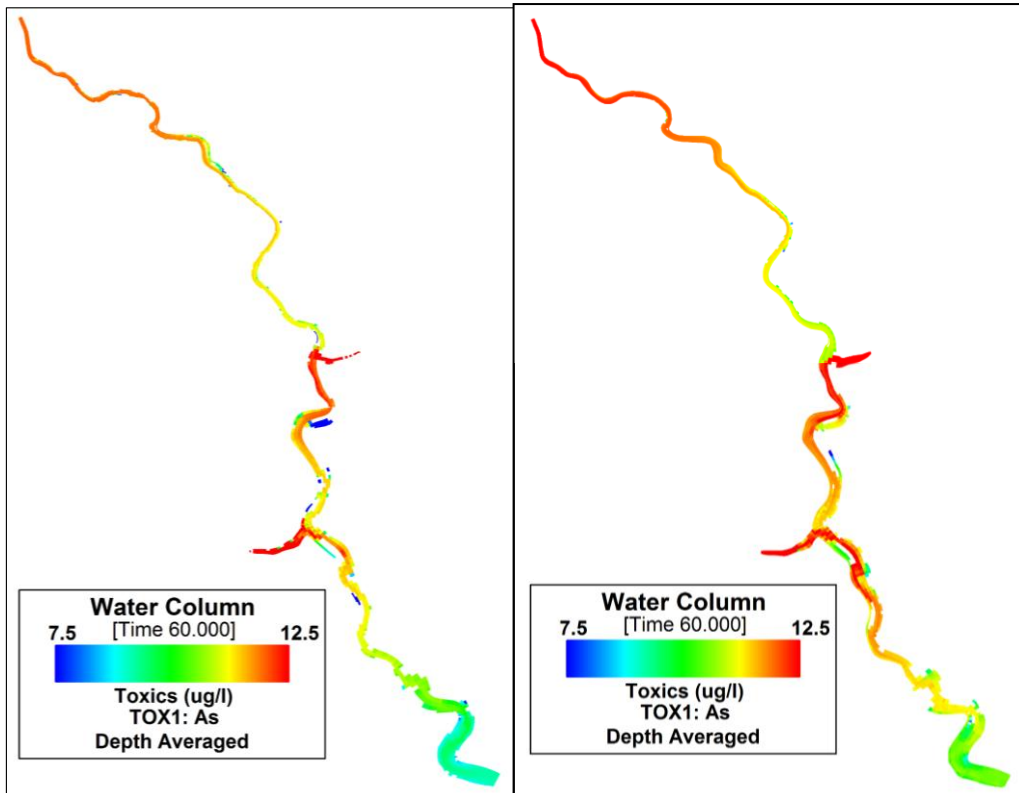 Water Column
[Time 60.000]
7.5 12.5
Toxics (ug/l)
TOX1: As
Depth Averaged
Water Column
[Time 60.000]
7.5 12.5
Toxics (ug/l)
TOX1: As
Depth Averaged